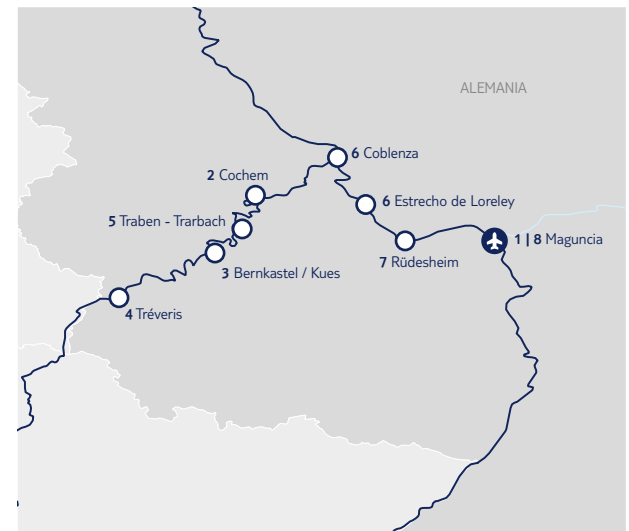 ALEMANIA
6 Coblenza
2 Cochem
6 Estrecho de Loreley
5 Traben - Trarbach
1 | 8 Maguncia
7 Rüdesheim
3 Bernkastel / Kues
4 Tréveris